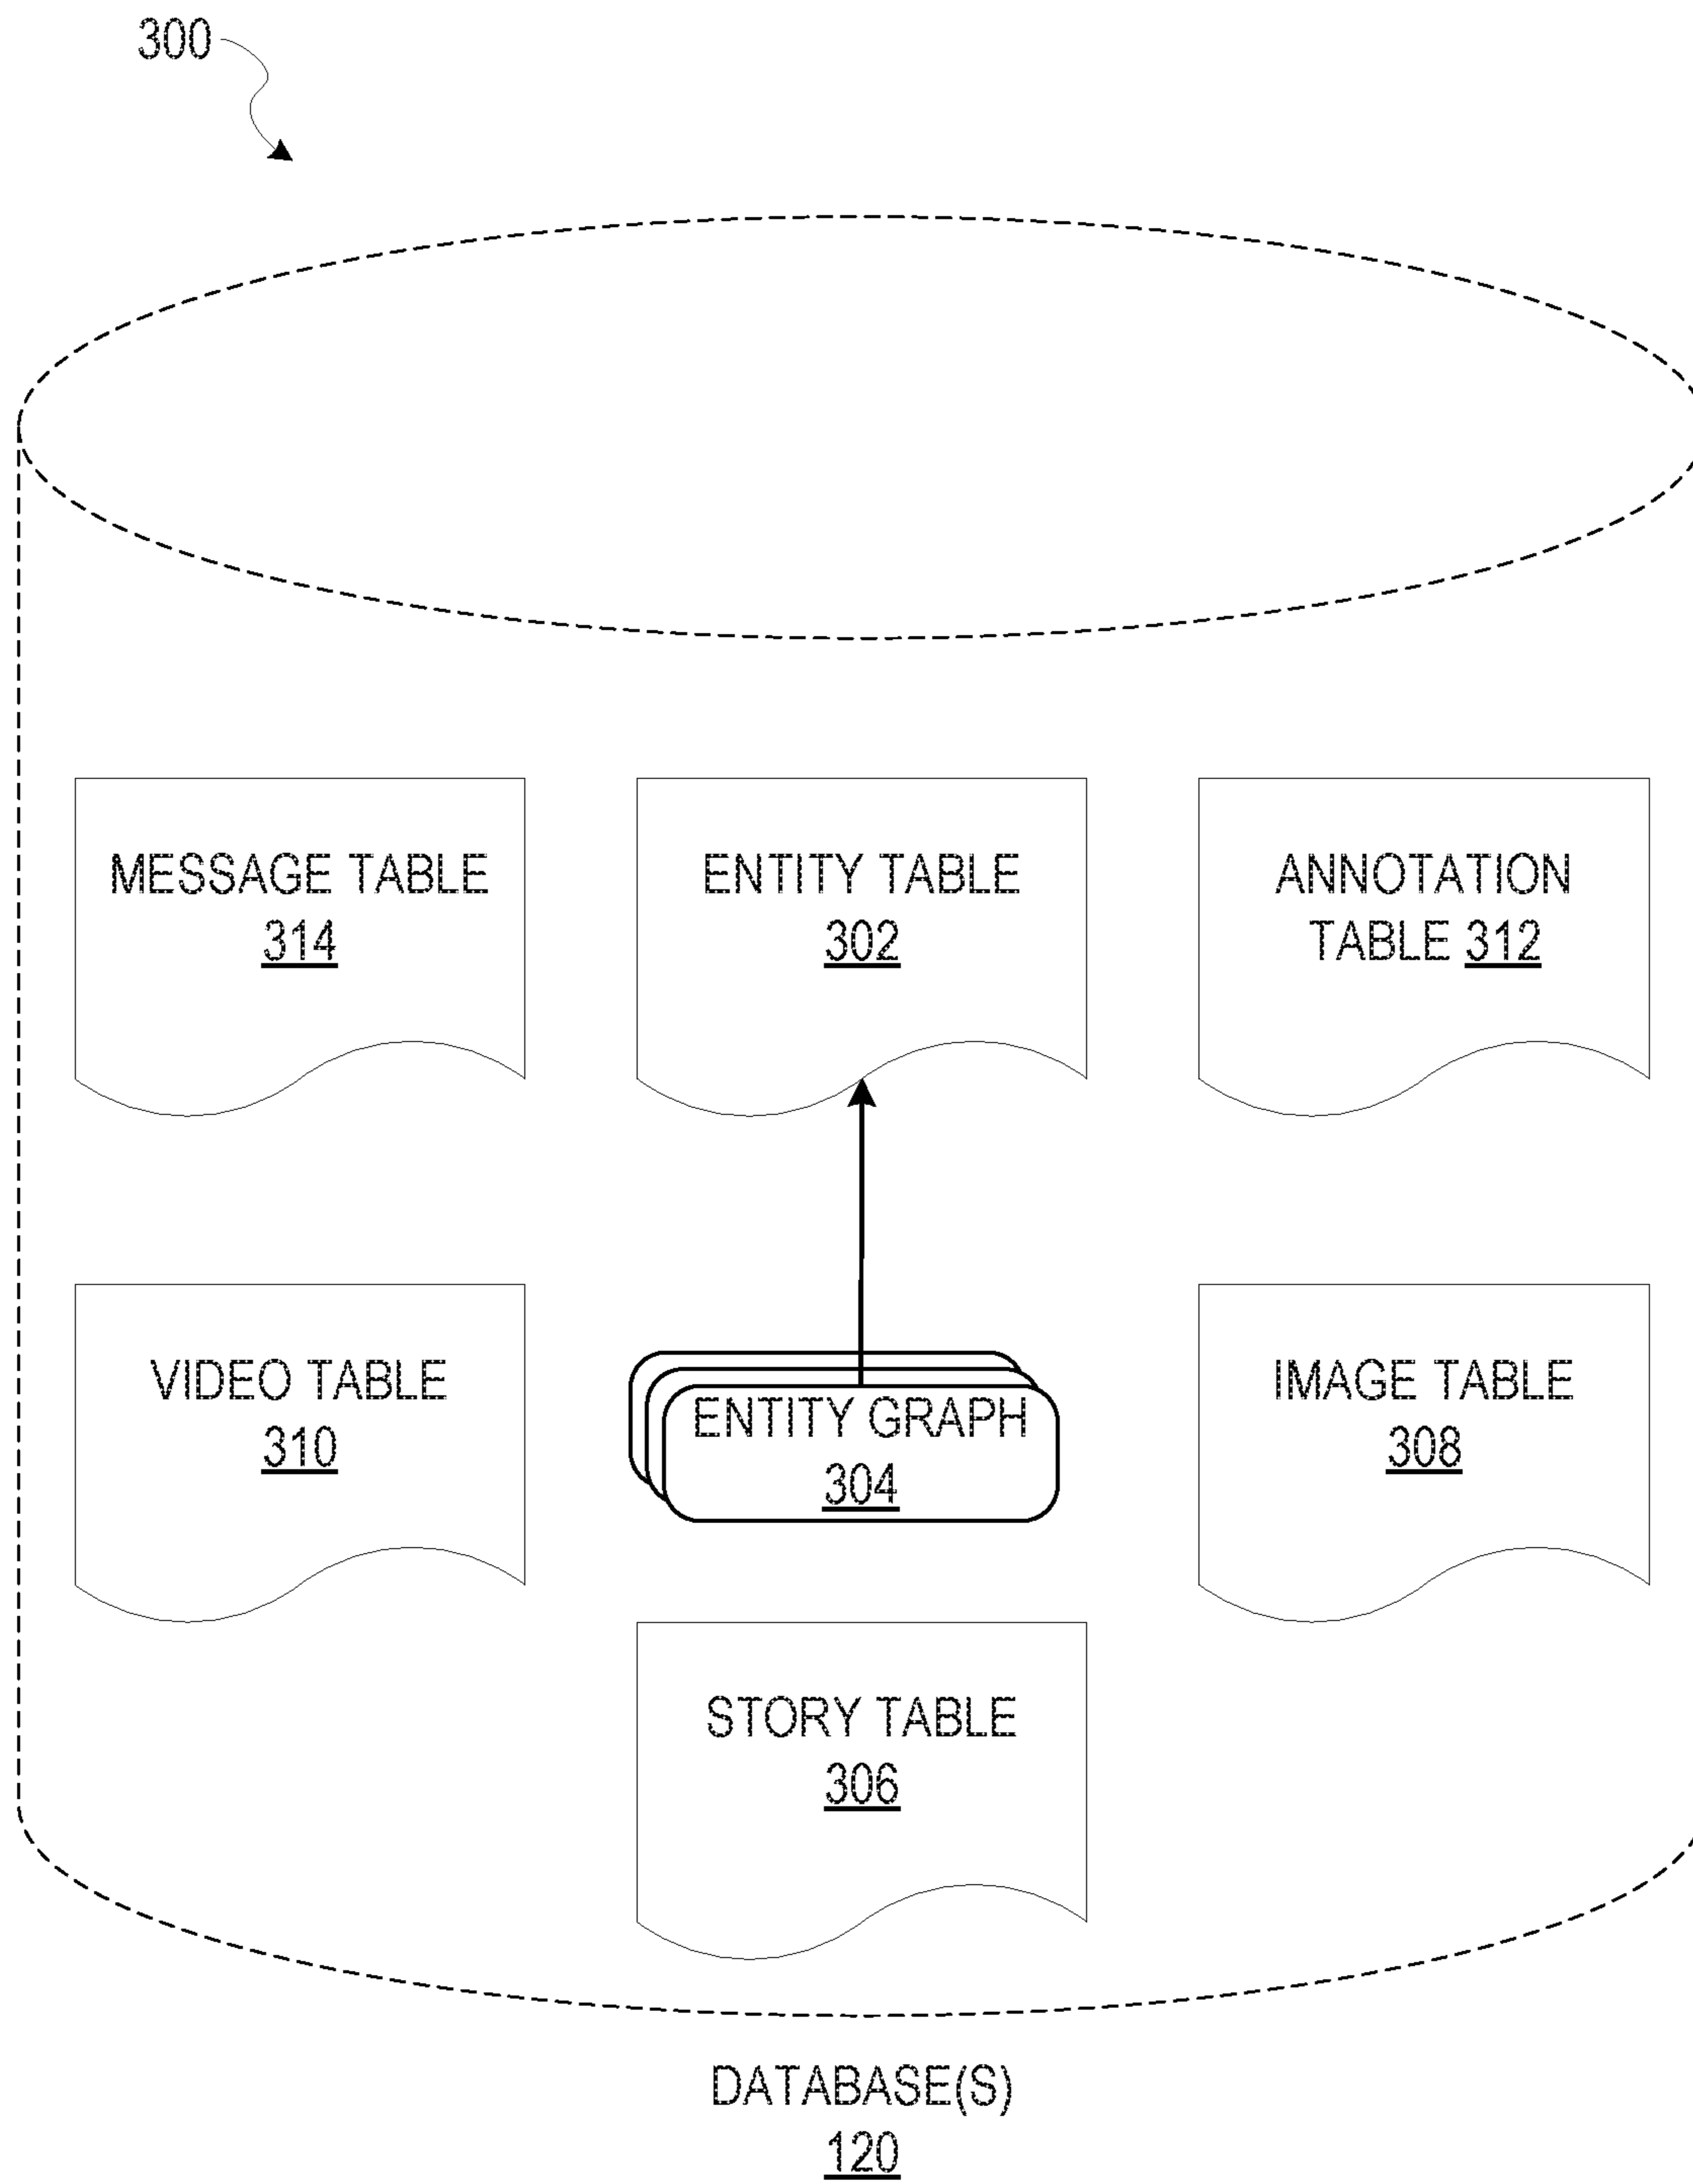 300
MESSAGE TABLE
314
ENTITY TABLE
302
ANNOTATION
TABLE 312
VIDEO TABLE
310
ENTITY GRAPH
304
IMAGE TABLE
308
STORY TABLE
306
DATABASE(S)
120